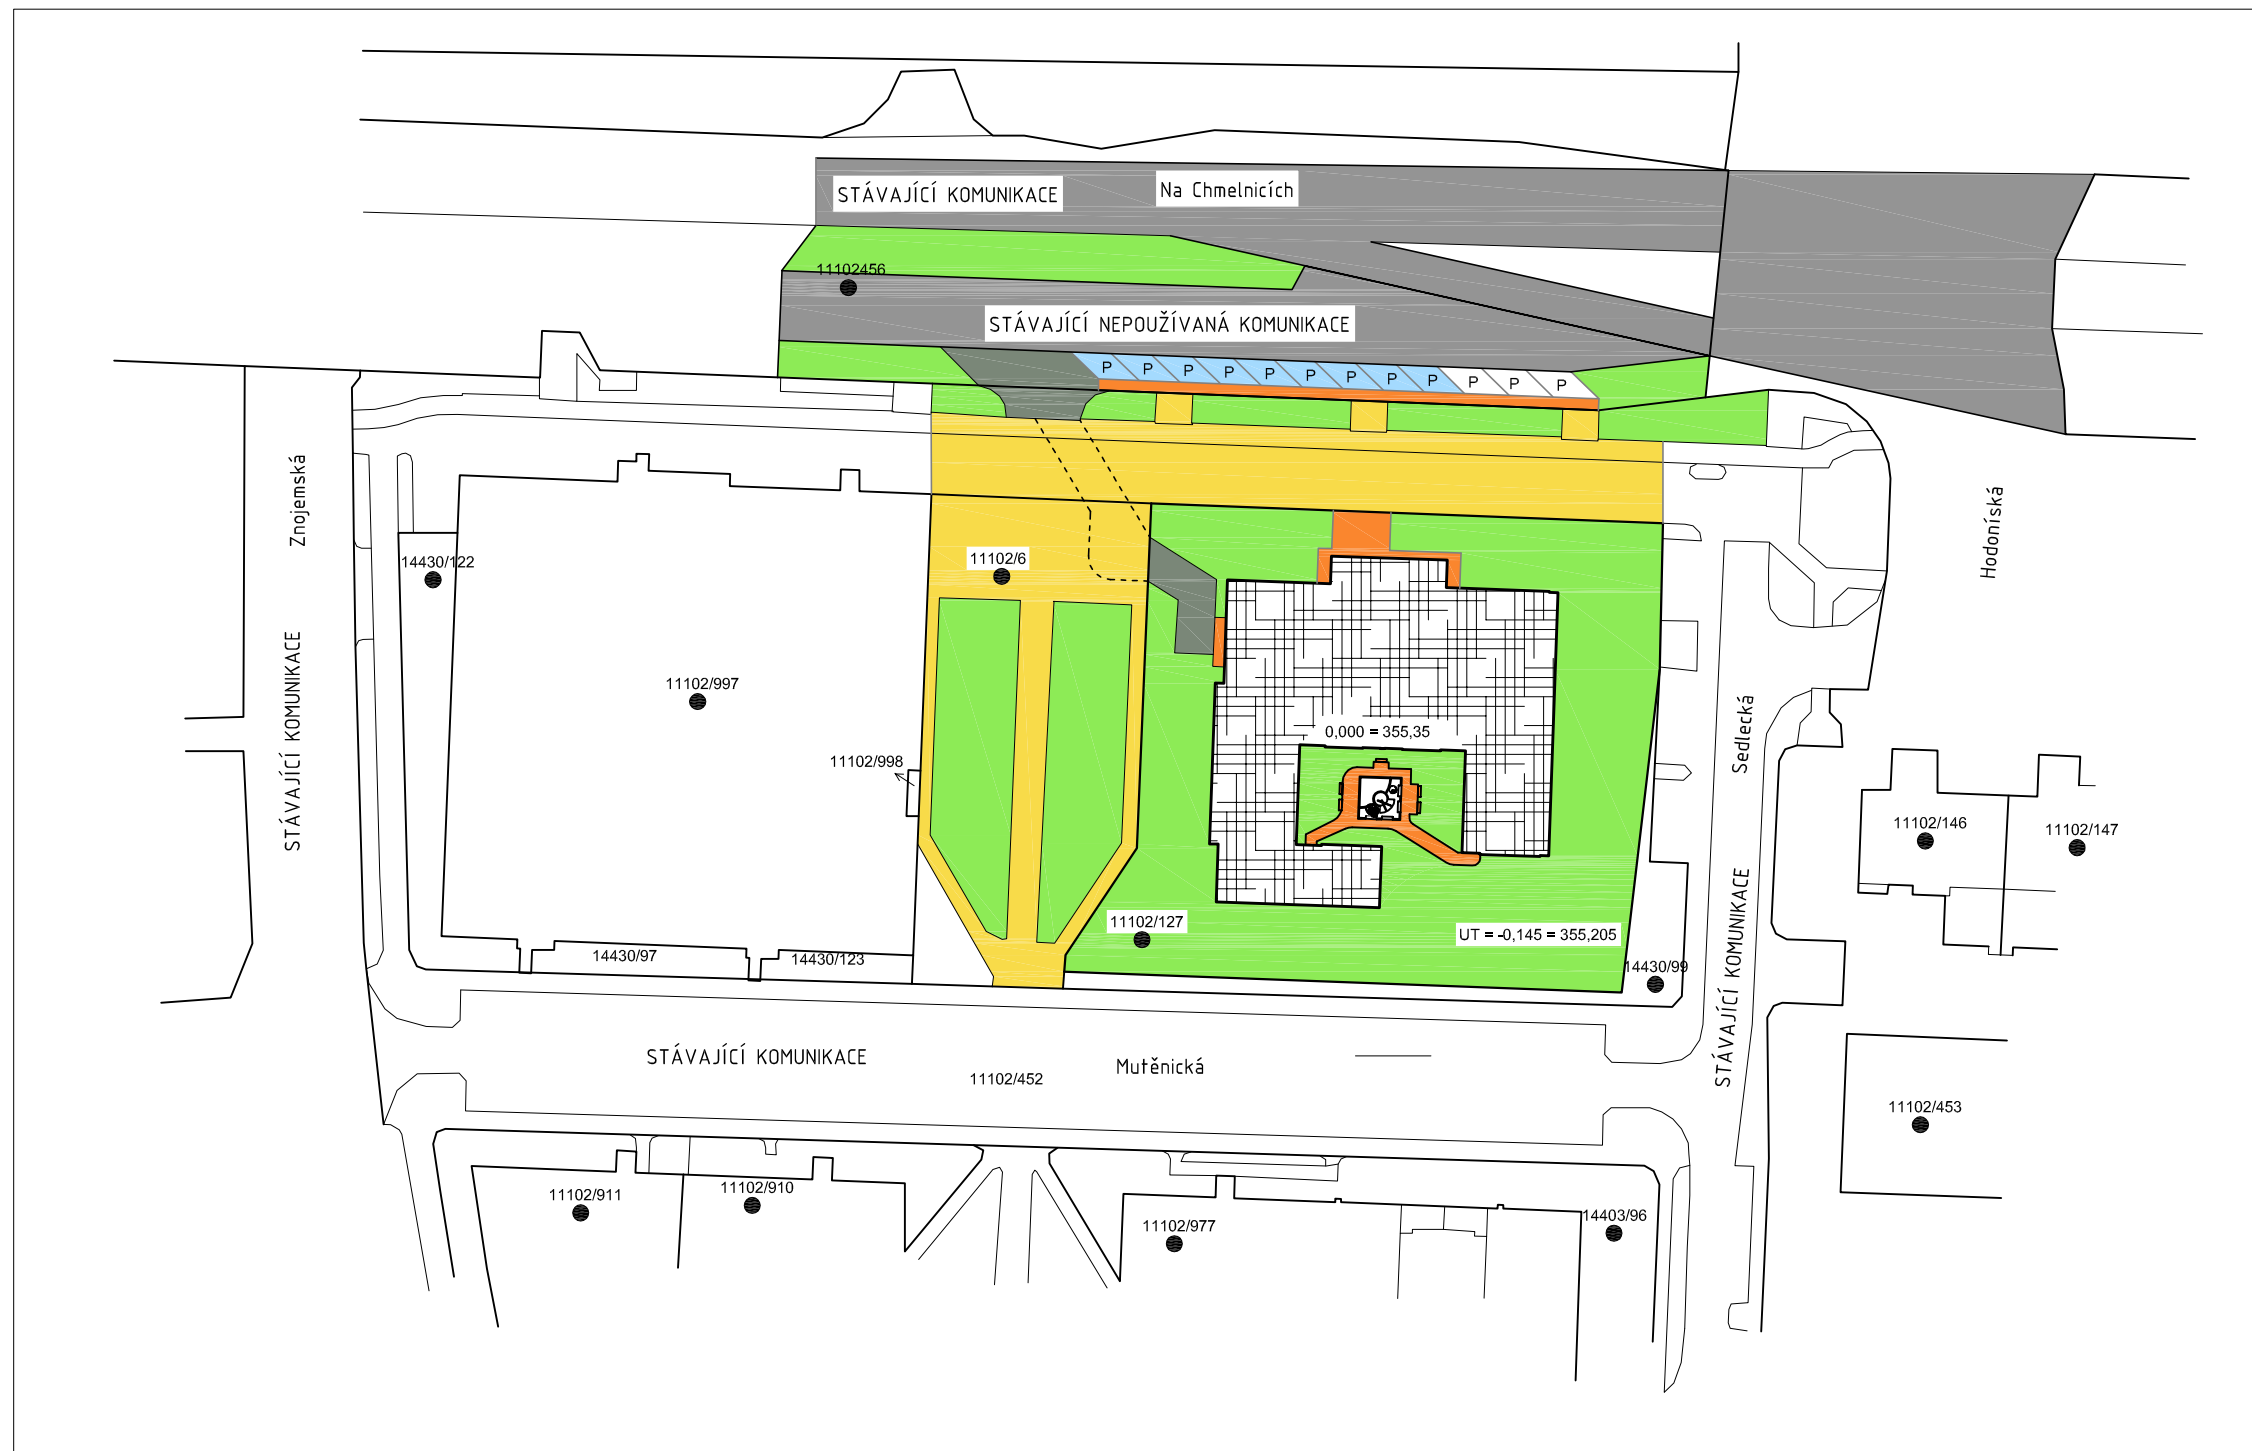 STÁVAJÍCÍ KOMUNIKACE
Na Chmelnicích
11102456
STÁVAJÍCÍ NEPOUŽÍVANÁ KOMUNIKACE
P P P P P P P P P P P P
Znojemská
Hodoníská
14430/122
11102/6
STÁVAJÍCÍ KOMUNIKACE
11102/997
0,000 = 355,35
Sedlecká
11102/998
11102/146
11102/147
11102/127
UT = -0,145 = 355,205
STÁVAJÍCÍ KOMUNIKACE
14430/97
14430/123
14430/99
STÁVAJÍCÍ KOMUNIKACE
Mutěnická
11102/452
11102/453
11102/911
11102/910
11102/977
14403/96